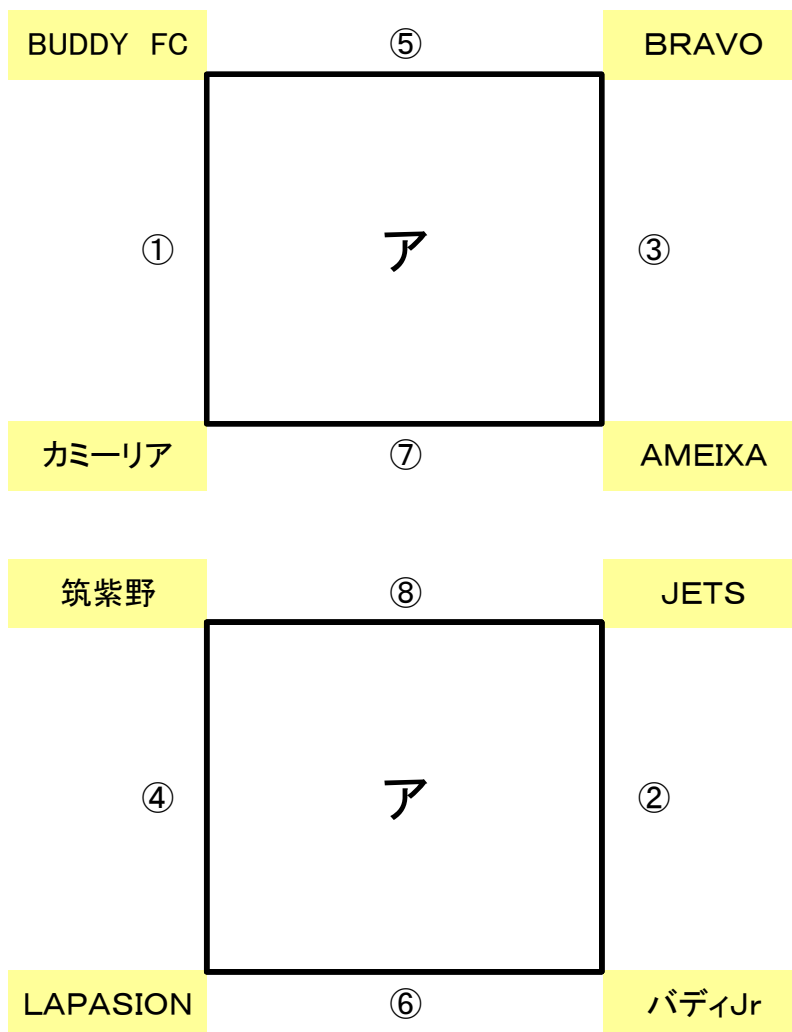 BUDDY FC ⑤ BRAVO
① ア ③
カミーリア ⑦ AMEIXA
筑紫野 ⑧ JETS
④ ア ②
LAPASION ⑥ バディJr